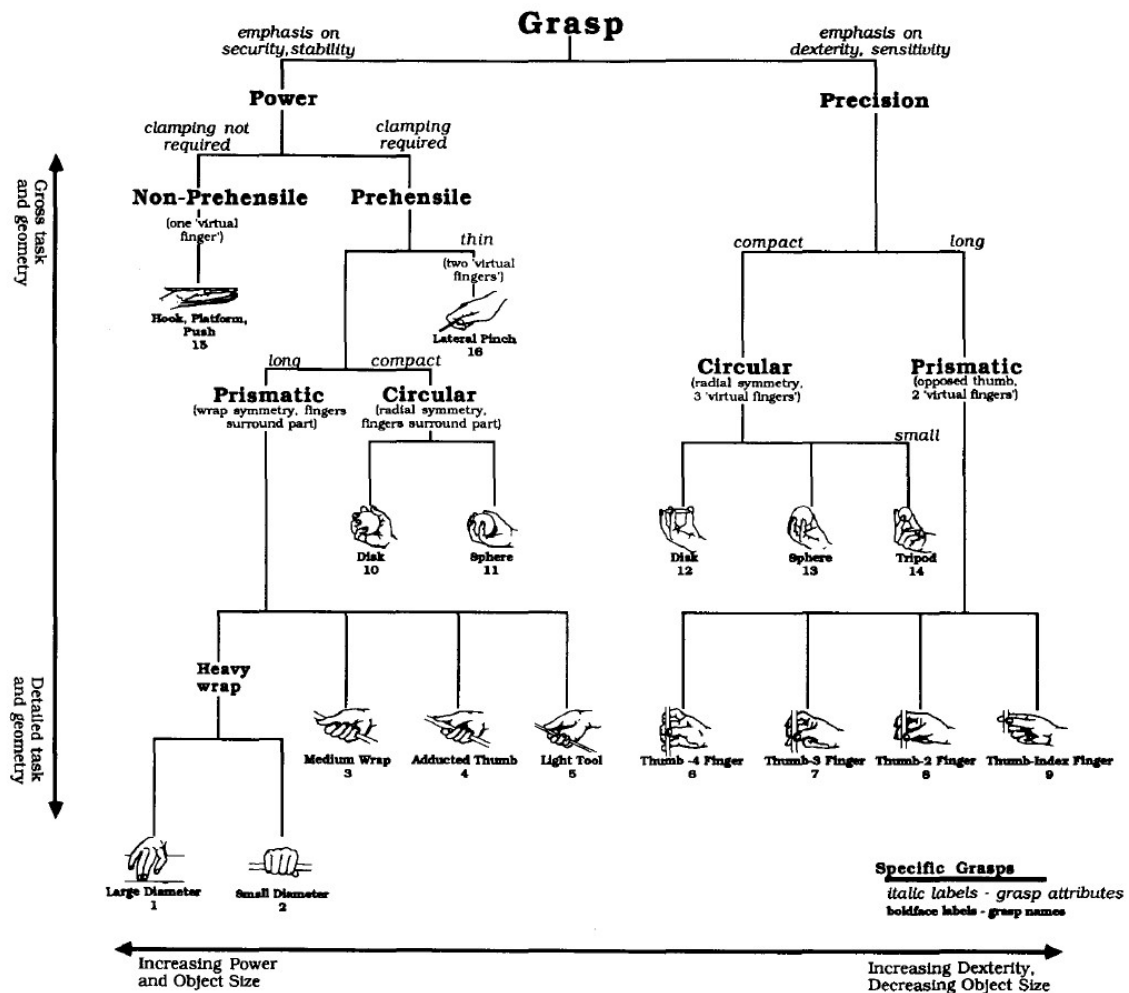 Grasp
emphasis on
security,stability
emphasis on
dexterity, sensitivity
Power
Precision
clamping not
required
clamping
required
Non-Prehensile
(one 'virtual
finger')
Prehensile
thin
(two 'virtual
fingers')
compact
long
Hook, Platform,
Push
15
Lateral Pinch
16
long
compact
Prismatic
(wrap symmetry, fingers
surround part)
Circular
(radial symmetry,
fingers surround part)
Circular
(radial symmetry,
3 'virtual fingers')
Prismatic
(opposed thumb,
2 'virtual fingers')
small
Disk
10
Sphere
11
Disk
12
Sphere
13
Tripod
14
Heavy
wrap
Medium Wrap
3
Adducted Thumb
4
Light Tool
5
Thumb -4 Finger
6
Thumb-3 Finger
7
Thumb-2 Finger
8
Thumb-Index Finger
9
Large Diameter
1
Small Diameter
2
Gross task
and geometry
Detailed task
and geometry
Specific Grasps
italic labels - grasp attributes
boldface labels - grasp names
Increasing Power
and Object Size
Increasing Dexterity,
Decreasing Object Size